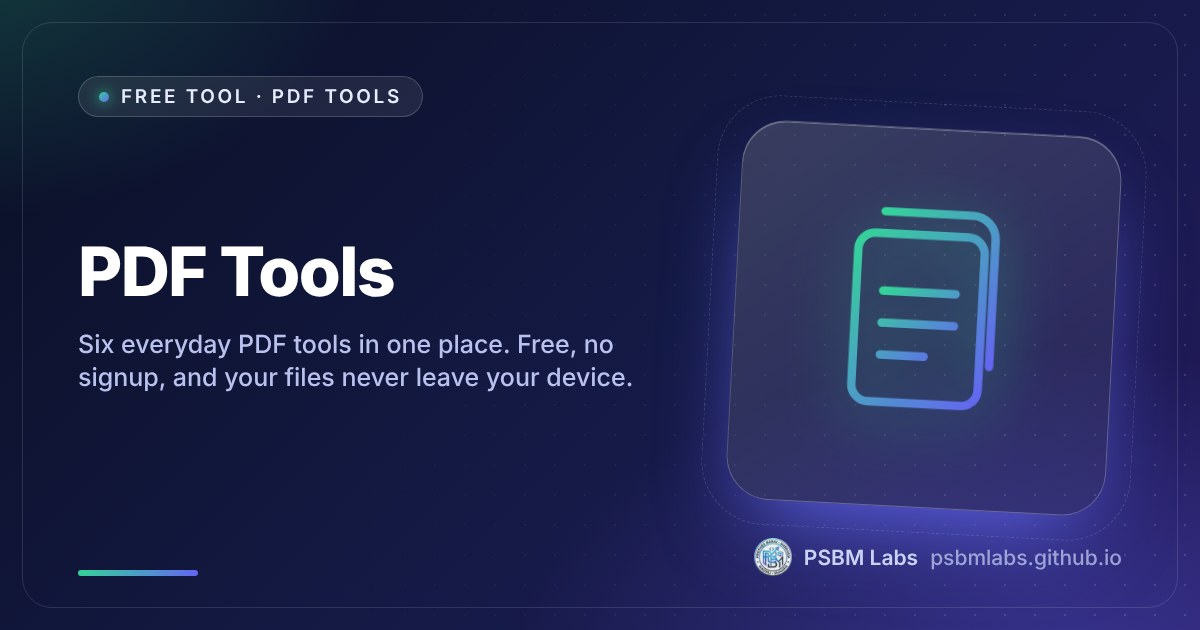 FREE TOOL · PDF TOOLS
PDF Tools
Six everyday PDF tools in one place. Free, no
signup, and your files never leave your device.
PSBM Labs psbmlabs.github.io